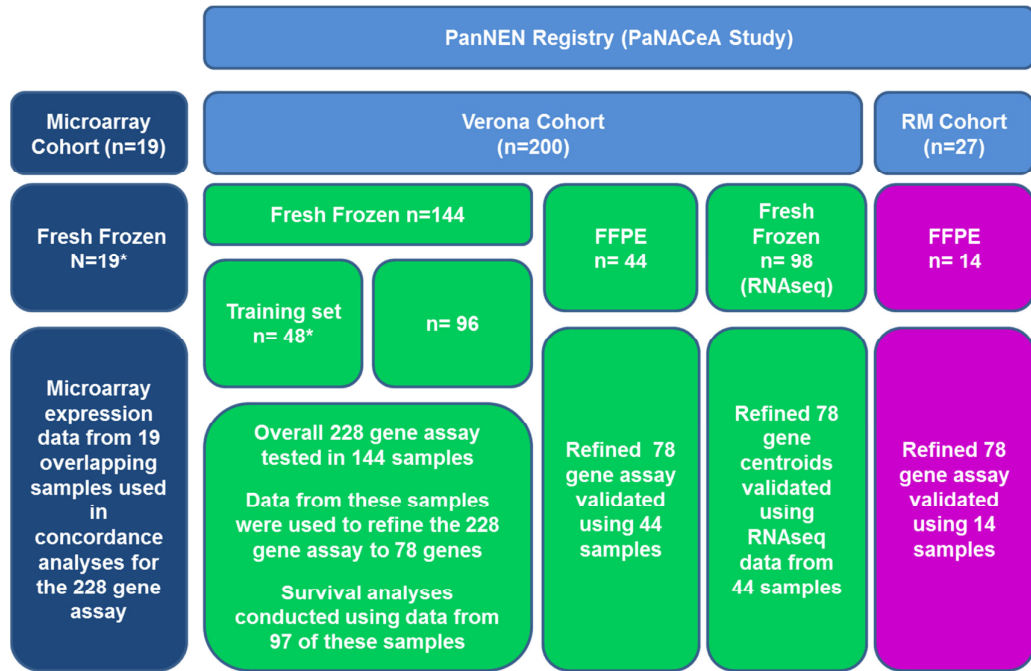 PanNEN Registry (PaNACeA Study)
Microarray
Cohort (n=19)
Verona Cohort
(n=200)
RM Cohort
(n=27)
Fresh Frozen
N=19*
Fresh Frozen n=144
Training set
n= 48*
n= 96
FFPE
n= 44
Fresh
Frozen
n= 98
(RNAseq)
FFPE
n= 14
Microarray
expression
data from 19
overlapping
samples used
in
concordance
analyses for
the 228 gene
assay
Overall 228 gene assay
tested in 144 samples
Data from these samples
were used to refine the 228
gene assay to 78 genes
Survival analyses
conducted using data from
97 of these samples
Refined 78
gene assay
validated
using 44
samples
Refined 78
gene
centroids
validated
using
RNAseq
data from
44 samples
Refined 78
gene assay
validated
using 14
samples